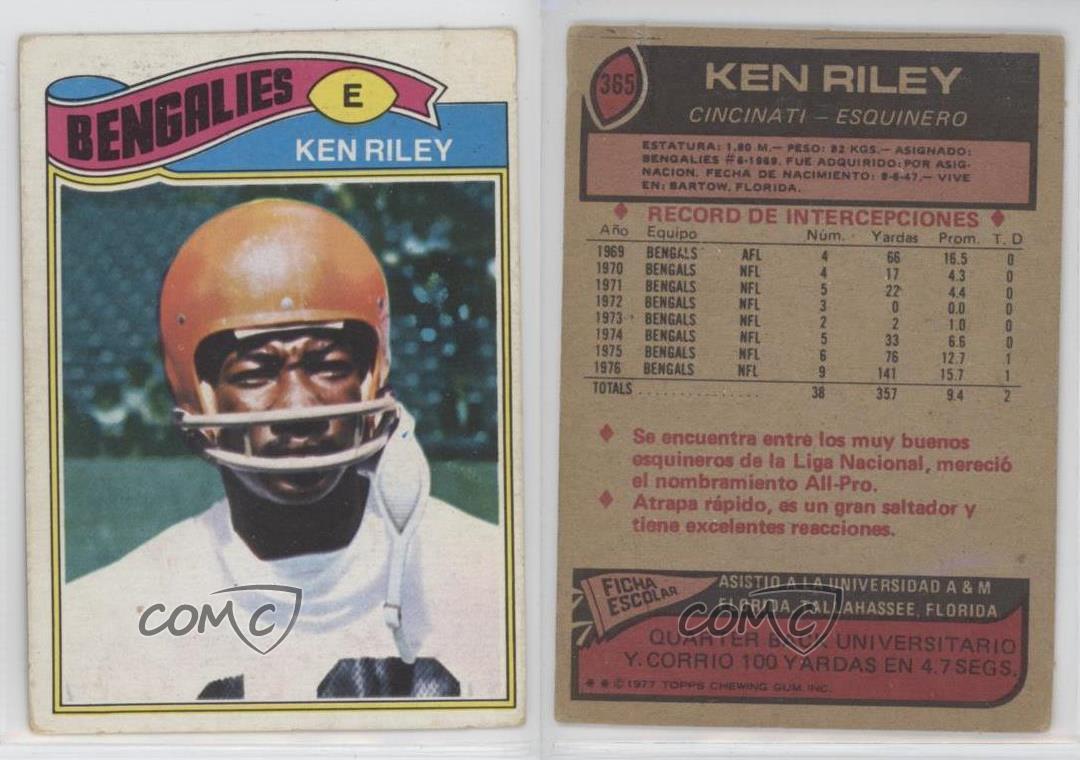 BENGALIES
E
KEN RILEY
COMC
365
KEN RILEY
CINCINATI – ESQUINERO
ESTATURA: 1.80 M.— PESO: 82 KGS.— ASIGNADO:
BENGALIES #6-1969. FUE ADQUIRIDO: POR ASIG-
NACION. FECHA DE NACIMIENTO: 8-6-47.— VIVE
EN: BARTOW, FLORIDA.
♦ RECORD DE INTERCEPCIONES ♦
Año Equipo Núm. Yardas Prom. T. D
1969 BENGALS AFL 4 66 16.5 0
1970 BENGALS NFL 4 17 4.3 0
1971 BENGALS NFL 5 22 4.4 0
1972 BENGALS NFL 3 0 0.0 0
1973 BENGALS NFL 2 2 1.0 0
1974 BENGALS NFL 5 33 6.6 0
1975 BENGALS NFL 6 76 12.7 1
1976 BENGALS NFL 9 141 15.7 1
TOTALS . . . . . . . . . . . . . . . 38 357 9.4 2
♦ Se encuentra entre los muy buenos
esquineros de la Liga Nacional, mereció
el nombramiento All-Pro.
♦ Atrapa rápido, es un gran saltador y
tiene excelentes reacciones.
FICHA
ESCOLAR
ASISTIO A LA UNIVERSIDAD A & M
FLORIDA, TALLAHASSEE, FLORIDA
COMC
QUARTER BACK UNIVERSITARIO
Y. CORRIO 100 YARDAS EN 4.7 SEGS.
✱ ✱ © 1977 TOPPS CHEWING GUM, INC.